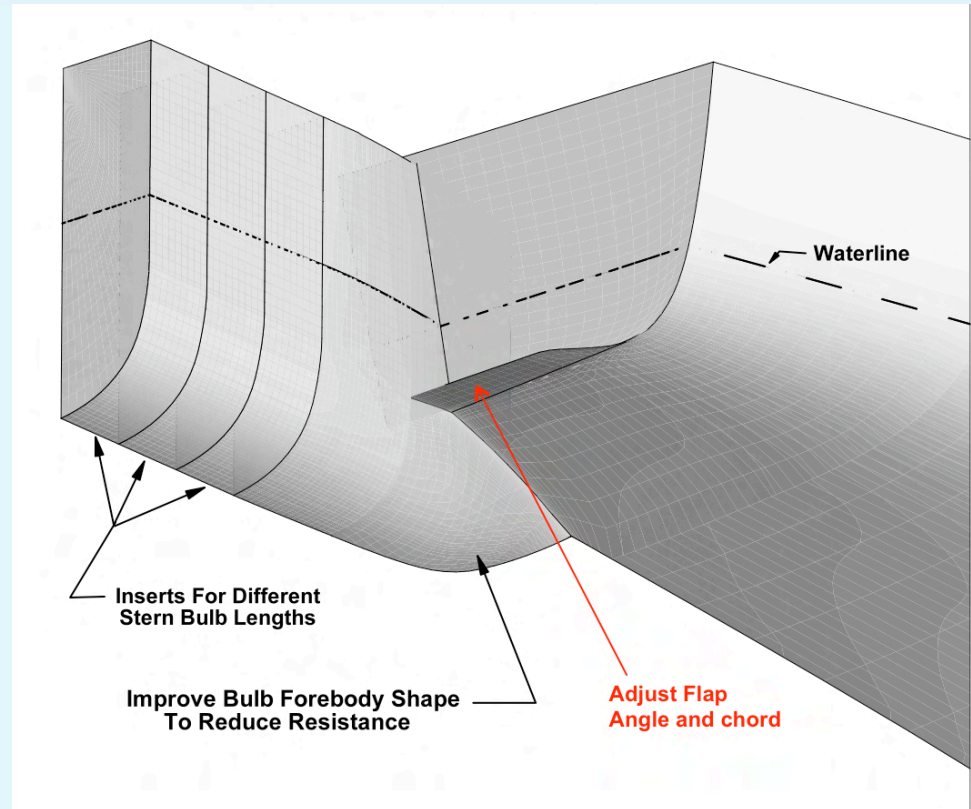 Waterline
Inserts For Different
Stern Bulb Lengths
Improve Bulb Forebody Shape
To Reduce Resistance
Adjust Flap
Angle and chord